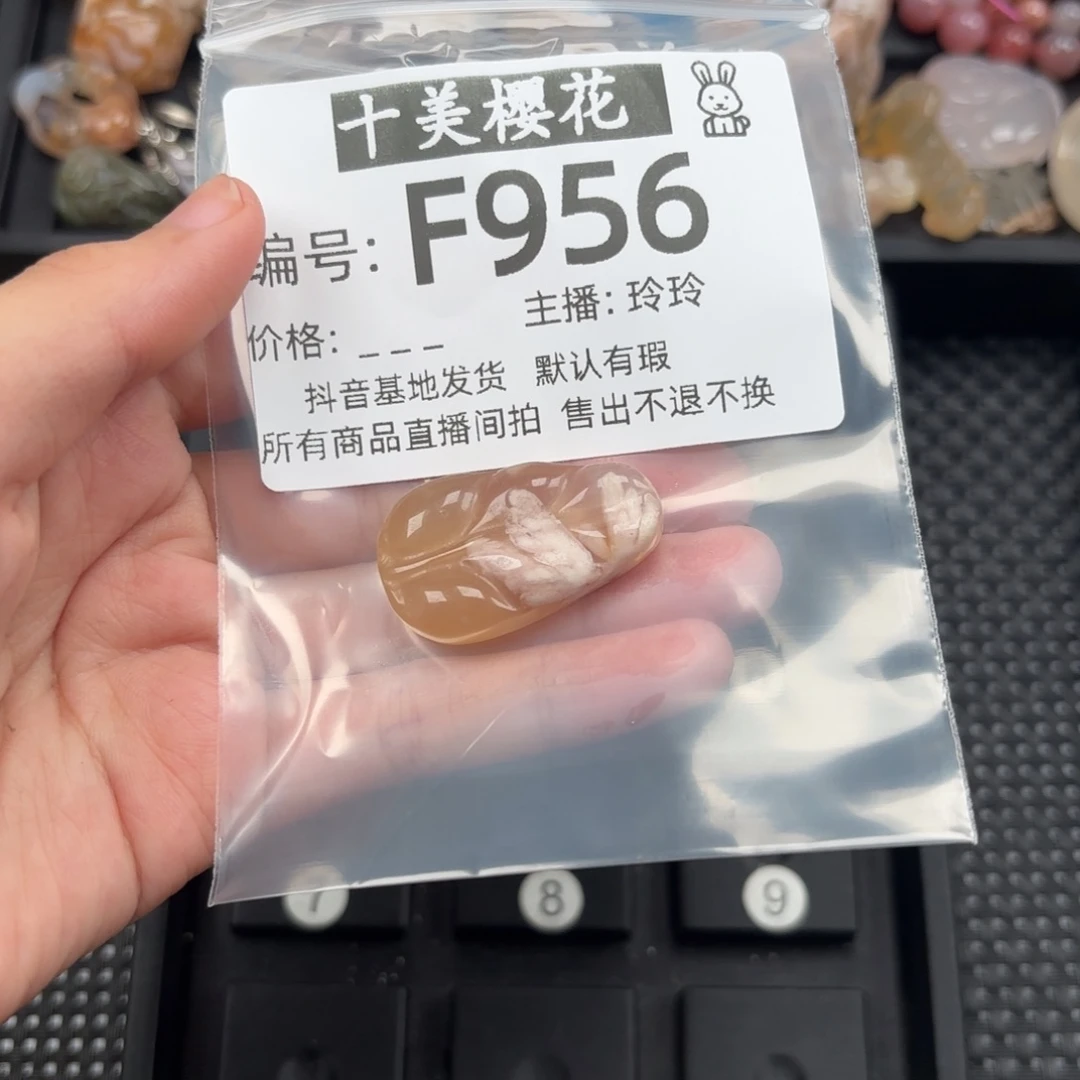 十美樱花
编号: F956
价格: _ _ _ 主播: 玲玲
抖音基地发货 默认有瑕
所有商品直播间拍 售出不退不换
7 8 9